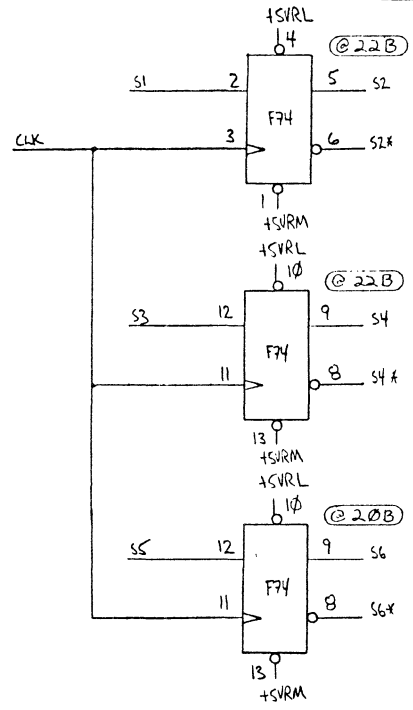 +5VRL
4
@ 22B
S1 2 5 S2
F74
CLK 3 6 S2*
1
+5VRM
+5VRL
10
@ 22B
S3 12 9 S4
F74
11 8 S4*
13
+5VRM
+5VRL
10
@ 20B
S5 12 9 S6
F74
11 8 S6*
13
+5VRM